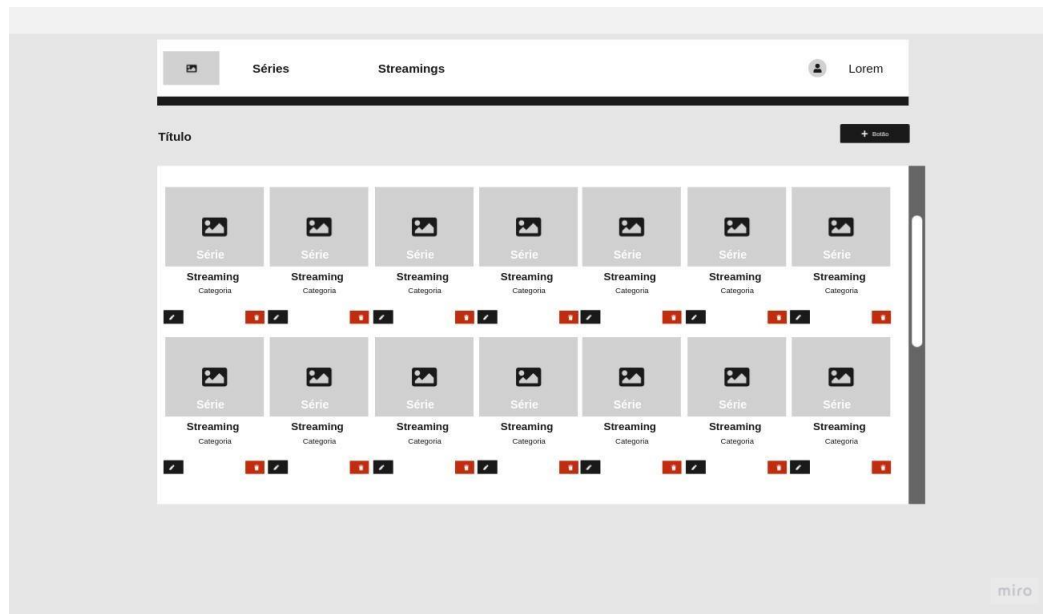 Séries Streamings Lorem
Título
Botão
Série Série Série Série Série Série Série
Streaming Streaming Streaming Streaming Streaming Streaming Streaming
Categoria Categoria Categoria Categoria Categoria Categoria Categoria
Série Série Série Série Série Série Série
Streaming Streaming Streaming Streaming Streaming Streaming Streaming
Categoria Categoria Categoria Categoria Categoria Categoria Categoria
miro